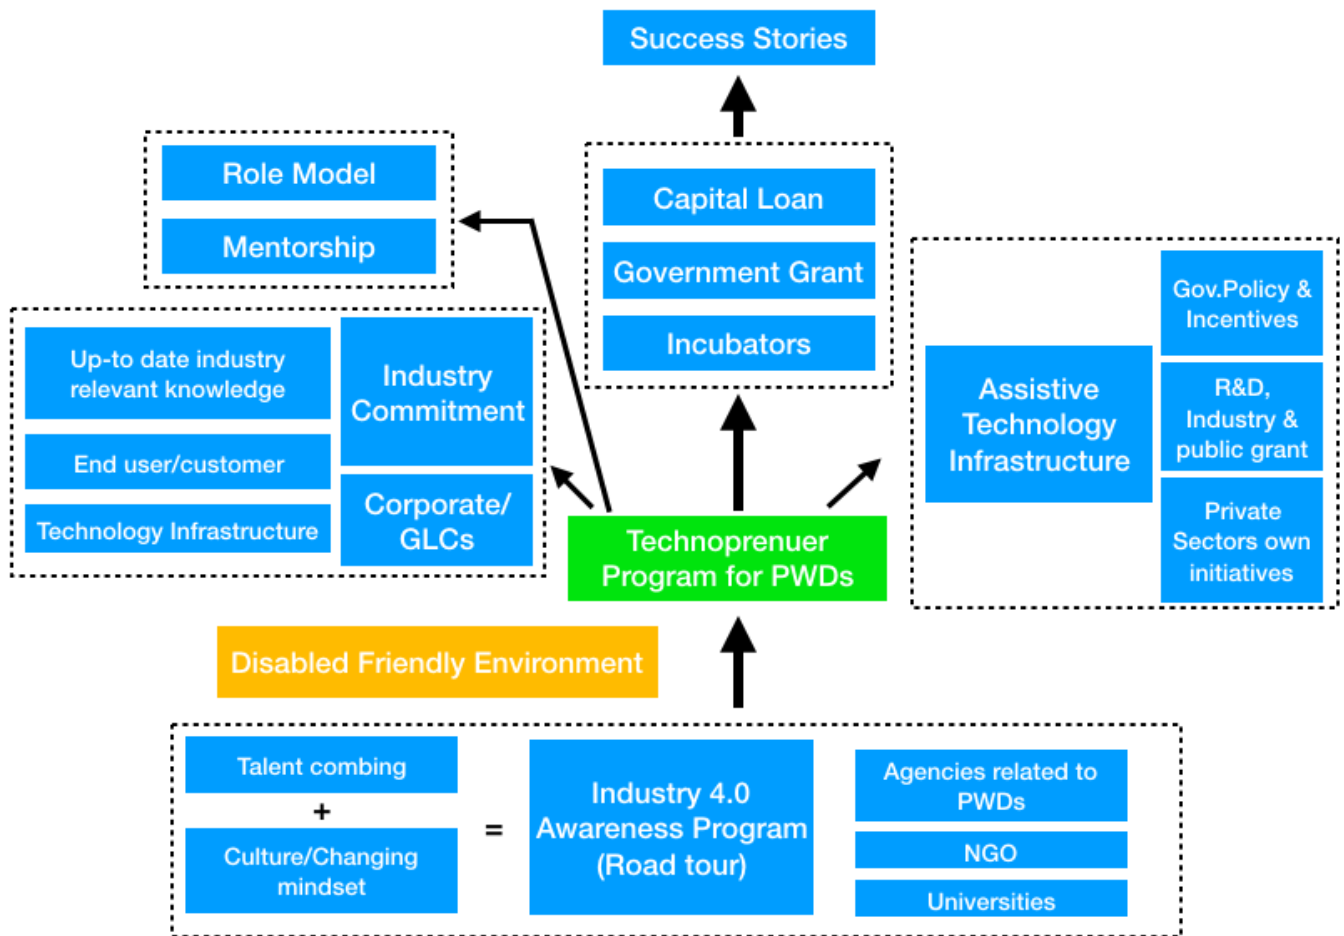 Success Stories
Role Model
Mentorship
Capital Loan
Government Grant
Incubators
Gov.Policy &
Incentives
R&D,
Industry &
public grant
Private
Sectors own
initiatives
Assistive
Technology
Infrastructure
Up-to date industry
relevant knowledge
End user/customer
Technology Infrastructure
Industry
Commitment
Corporate/
GLCs
Technoprenuer
Program for PWDs
Disabled Friendly Environment
Talent combing
+
Culture/Changing
mindset
=
Industry 4.0
Awareness Program
(Road tour)
Agencies related to
PWDs
NGO
Universities